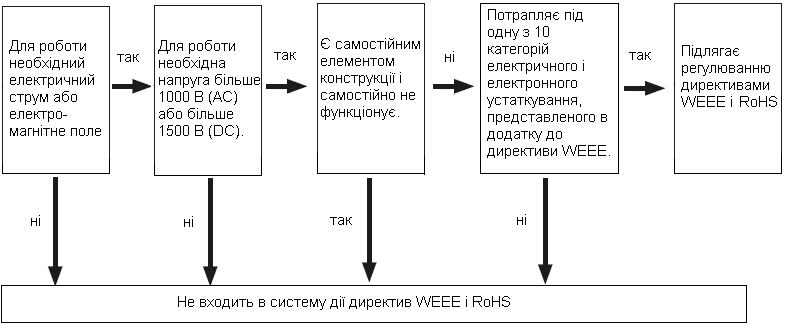 Для роботи
необхідний
електричний
струм або
електро-
магнітне поле
так
Для роботи
необхідна
напруга більше
1000 В (AC)
або більше
1500 В (DC).
так
Є самостійним
елементом
конструкції і
самостійно не
функціонує.
ні
Потрапляє під
одну з 10
категорій
електричного і
електронного
устаткування,
представленого в
додатку до
директиви WEEE.
так
Підлягає
регулюванню
директивами
WEEE і RoHS
ні
ні
так
ні
Не входить в систему дії директив WEEE і RoHS